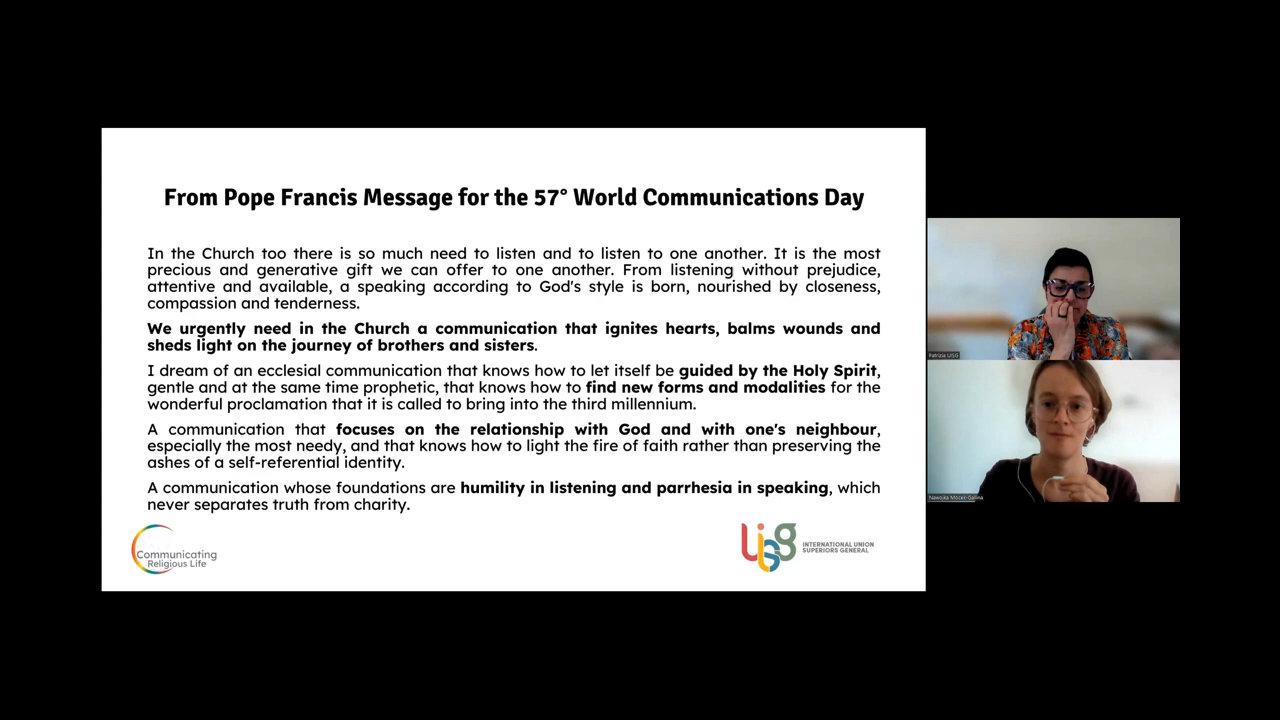 From Pope Francis Message for the 57° World Communications Day
In the Church too there is so much need to listen and to listen to one another. It is the most
precious and generative gift we can offer to one another. From listening without prejudice,
attentive and available, a speaking according to God's style is born, nourished by closeness,
compassion and tenderness.
We urgently need in the Church a communication that ignites hearts, balms wounds and
sheds light on the journey of brothers and sisters.
I dream of an ecclesial communication that knows how to let itself be guided by the Holy Spirit,
gentle and at the same time prophetic, that knows how to find new forms and modalities for the
wonderful proclamation that it is called to bring into the third millennium.
A communication that focuses on the relationship with God and with one's neighbour,
especially the most needy, and that knows how to light the fire of faith rather than preserving the
ashes of a self-referential identity.
A communication whose foundations are humility in listening and parrhesia in speaking, which
never separates truth from charity.
Communicating
Religious Life
uisg
INTERNATIONAL UNION
SUPERIORS GENERAL
Patrizia UISG